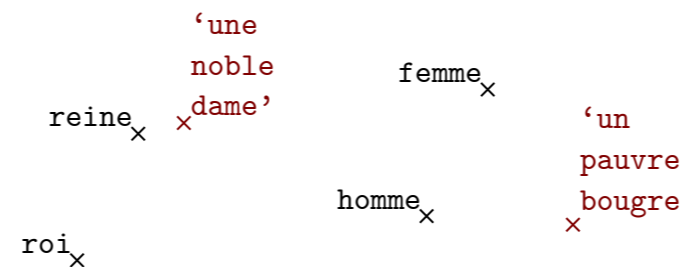 ‘une
noble
dame’
femme
reine
‘un
pauvre
bougre
homme
roi